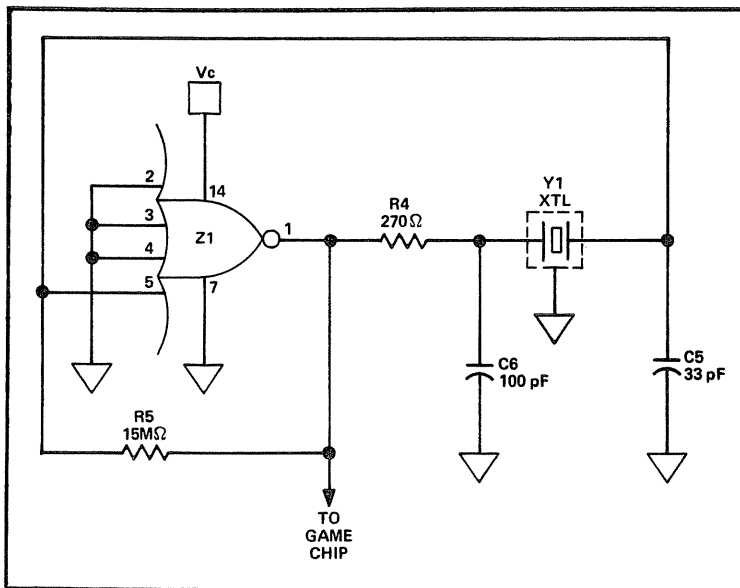 Vc
2
14
3
4
5
Z1
1
7
R4
270Ω
Y1
XTL
C6
100 pF
C5
33 pF
R5
15MΩ
TO
GAME
CHIP